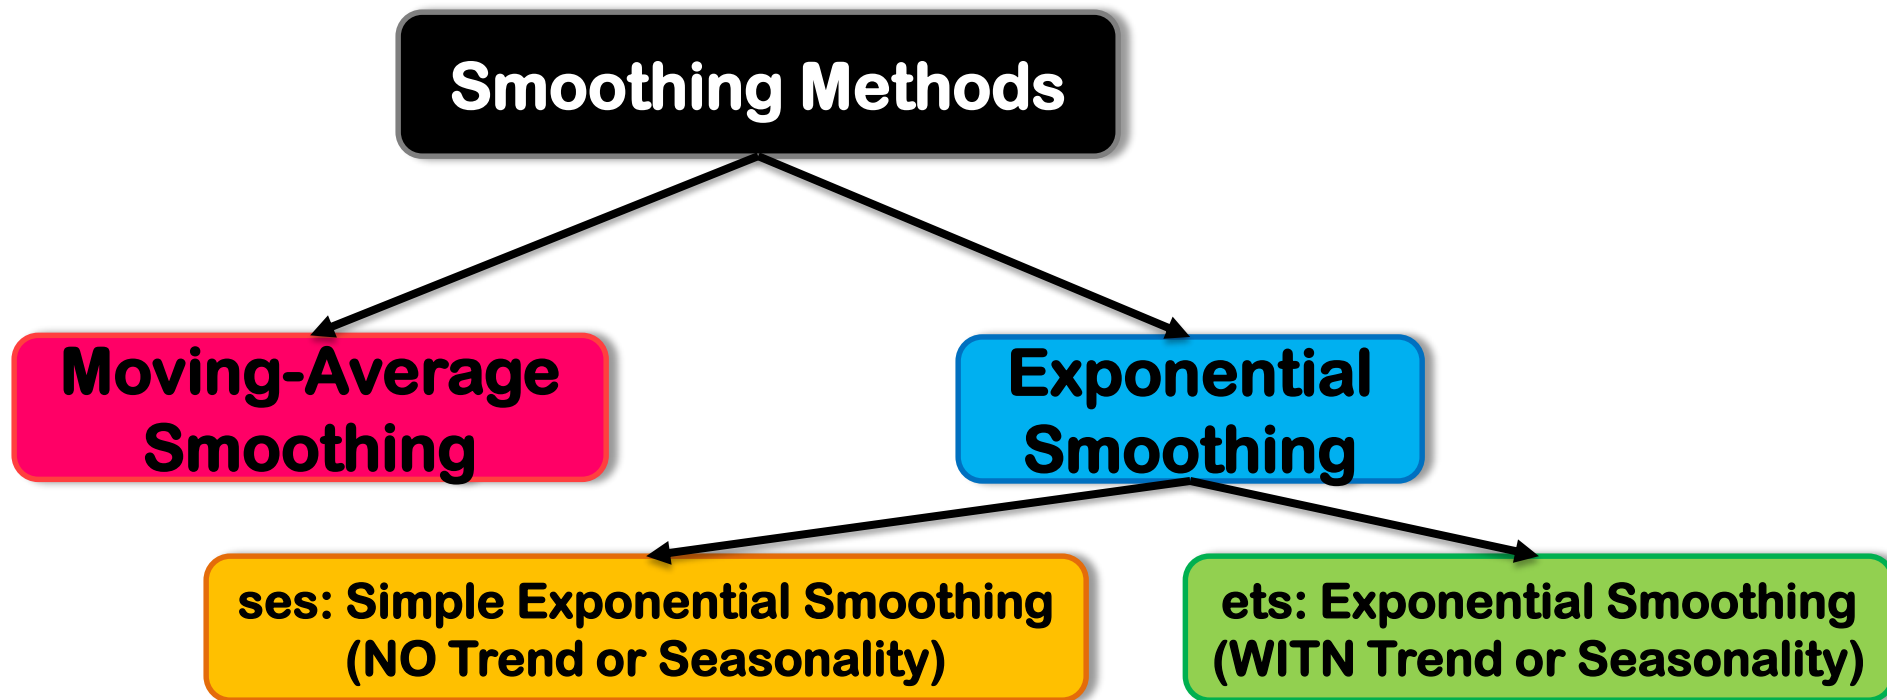 Smoothing Methods
Moving-Average
Smoothing
Exponential
Smoothing
ses: Simple Exponential Smoothing
(NO Trend or Seasonality)
ets: Exponential Smoothing
(WITN Trend or Seasonality)